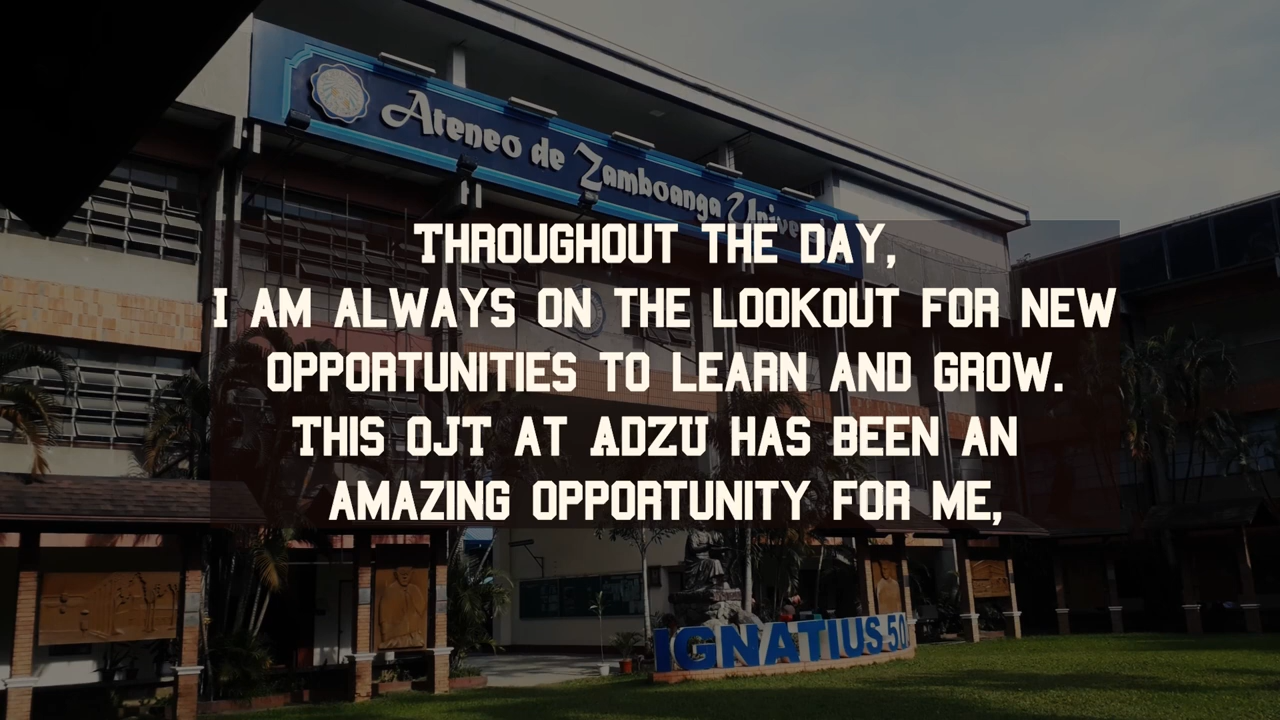 Ateneo de Zamboanga University
THROUGHOUT THE DAY,
I AM ALWAYS ON THE LOOKOUT FOR NEW
OPPORTUNITIES TO LEARN AND GROW.
THIS OJT AT ADZU HAS BEEN AN
AMAZING OPPORTUNITY FOR ME,
IGNATIUS 50